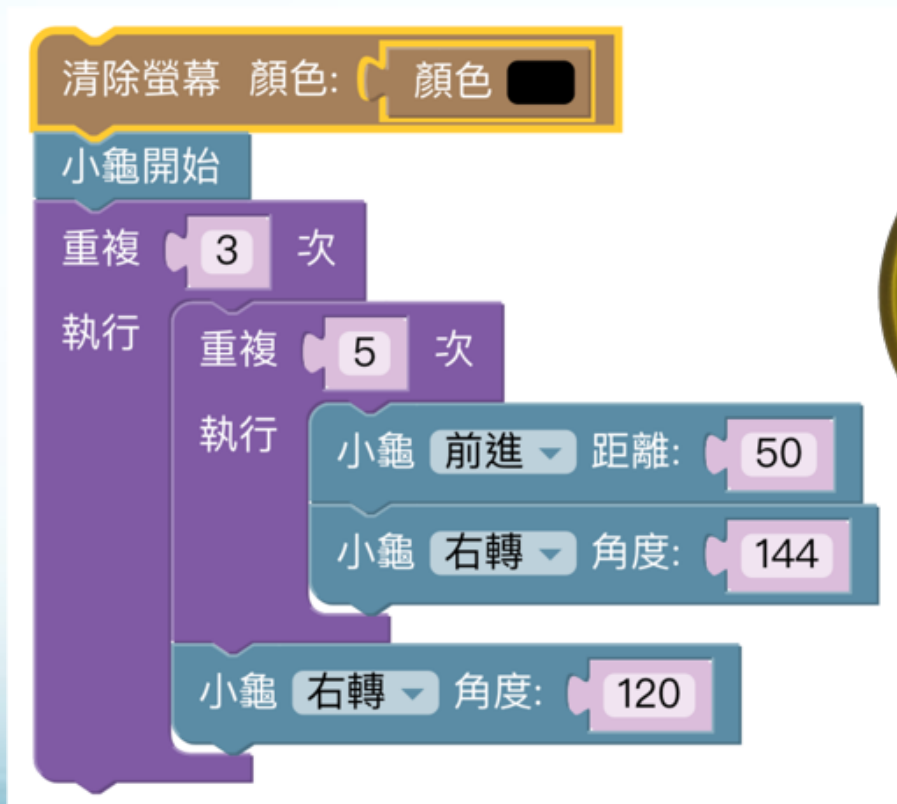 清除螢幕 顏色: 顏色
小龜開始
重複 3 次
執行
重複 5 次
執行
小龜 前進 距離: 50
小龜 右轉 角度: 144
小龜 右轉 角度: 120